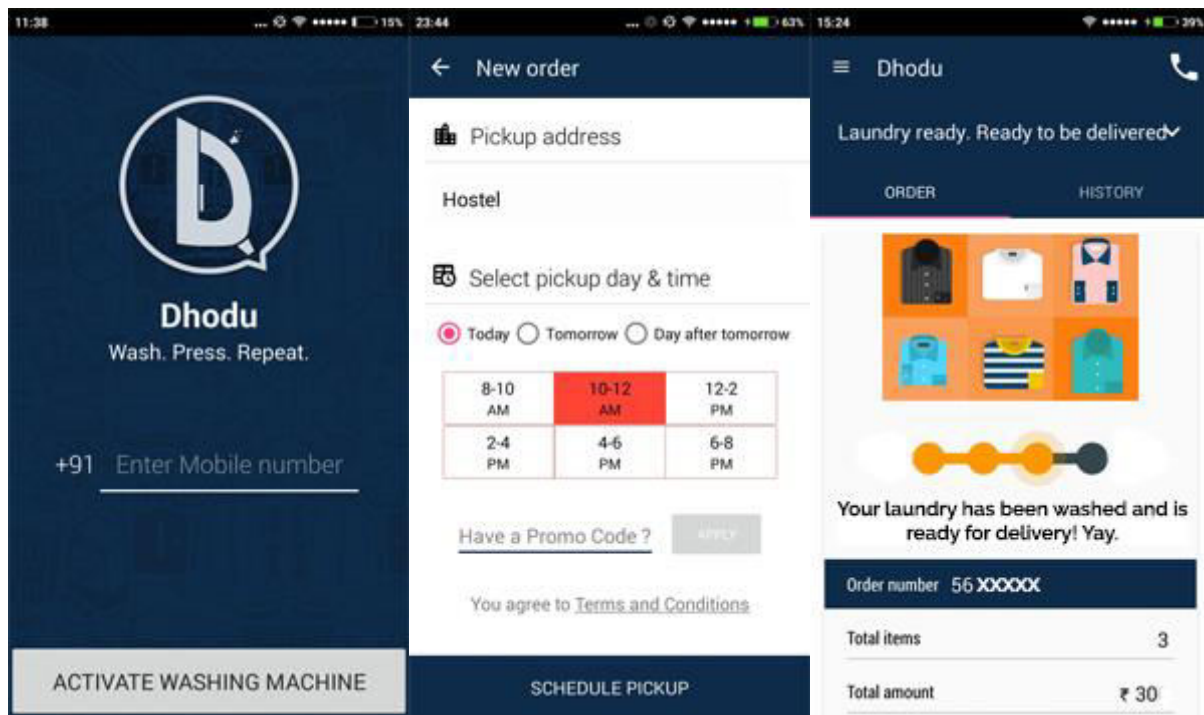 11:38
... 15%
Dhodu
Wash. Press. Repeat.
+91 Enter Mobile number
ACTIVATE WASHING MACHINE
23:44
... 63%
New order
Pickup address
Hostel
Select pickup day & time
Today Tomorrow Day after tomorrow
8-10 10-12 12-2
AM AM PM
2-4 4-6 6-8
PM PM PM
Have a Promo Code ? APPLY
You agree to Terms and Conditions
SCHEDULE PICKUP
15:24
39%
Dhodu
Laundry ready. Ready to be delivered
ORDER HISTORY
Your laundry has been washed and is
ready for delivery! Yay.
Order number 56 XXXXX
Total items 3
Total amount ₹ 30